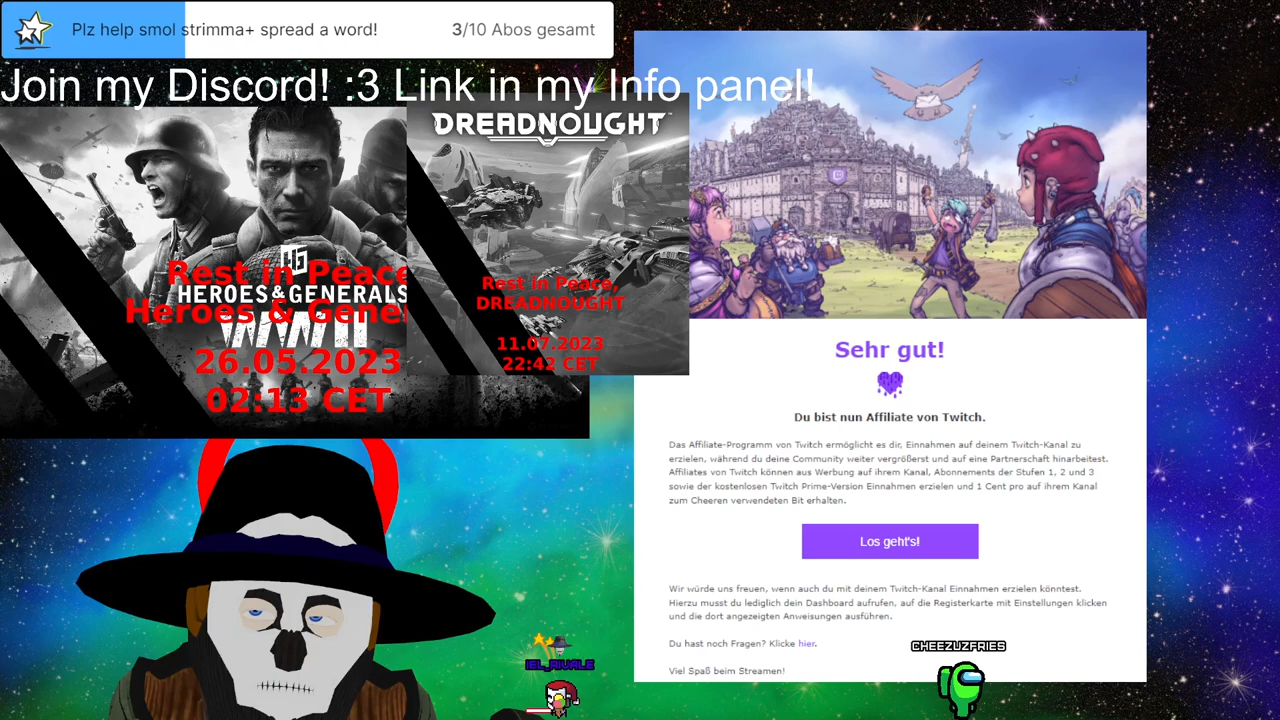 Plz help smol strimma+ spread a word!
3/10 Abos gesamt
Join my Discord! :3 Link in my Info panel!
DREADNOUGHT
Rest in Peace,
DREADNOUGHT
11.07.2023
22:42 CET
Rest in Peace
HEROES & GENERALS
Heroes & Gener
WWII
26.05.2023
02:13 CET
Sehr gut!
Du bist nun Affiliate von Twitch.
Das Affiliate-Programm von Twitch ermöglicht es dir, Einnahmen auf deinem Twitch-Kanal zu
erzielen, während du deine Community weiter vergrößerst und auf eine Partnerschaft hinarbeitest.
Affiliates von Twitch können aus Werbung auf ihrem Kanal, Abonnements der Stufen 1, 2 und 3
sowie der kostenlosen Twitch Prime-Version Einnahmen erzielen und 1 Cent pro auf ihrem Kanal
zum Cheeren verwendeten Bit erhalten.
Los geht's!
Wir würde uns freuen, wenn auch du mit deinem Twitch-Kanal Einnahmen erzielen könntest.
Hierzu musst du lediglich dein Dashboard aufrufen, auf die Registerkarte mit Einstellungen klicken
und die dort angezeigten Anweisungen ausführen.
Du hast noch Fragen? Klicke hier.
Viel Spaß beim Streamen!
CHEEZUZFRIES
IEL_RIVALE